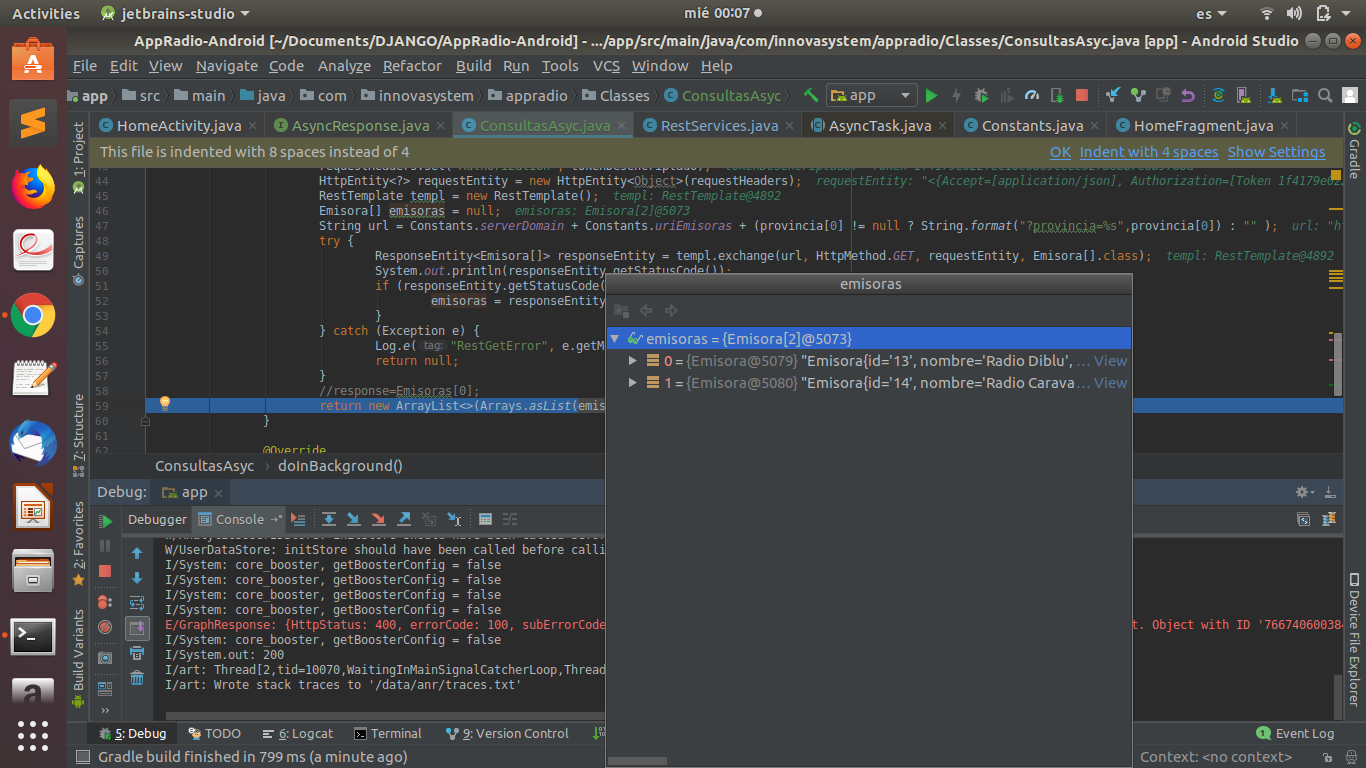 Activities jetbrains-studio mié 00:07 es
AppRadio-Android [~/Documents/DJANGO/AppRadio-Android] - .../app/src/main/java/com/innovasystem/appradio/Classes/ConsultasAsyc.java [app] - Android Studio
File Edit View Navigate Code Analyze Refactor Build Run Tools VCS Window Help
app src main java com innovasystem appradio Classes ConsultasAsyc app
HomeActivity.java AsyncResponse.java ConsultasAsyc.java RestServices.java AsyncTask.java Constants.java HomeFragment.java
This file is indented with 8 spaces instead of 4 OK Indent with 4 spaces Show Settings
1: Project
Captures
7: Structure
2: Favorites
Build Variants
44 HttpEntity<?> requestEntity = new HttpEntity<Object>(requestHeaders); requestEntity: "<{Accept=[application/json], Authorization=[Token 1f4179e022
45 RestTemplate templ = new RestTemplate(); templ: RestTemplate@4892
46 Emisora[] emisoras = null; emisoras: Emisora[2]@5073
47 String url = Constants.serverDomain + Constants.uriEmisoras + (provincia[0] != null ? String.format("?provincia=%s",provincia[0]) : "" ); url: "h
48 try {
49 ResponseEntity<Emisora[]> responseEntity = templ.exchange(url, HttpMethod.GET, requestEntity, Emisora[].class); templ: RestTemplate@4892
50 System.out.println(responseEntity.getStatusCode());
51 if (responseEntity.getStatusCode(
52 emisoras = responseEntity
53 }
54 } catch (Exception e) {
55 Log.e( tag: "RestGetError", e.getM
56 return null;
57 }
58 //response=Emisoras[0];
59 return new ArrayList<>(Arrays.asList(emis
60 }
61
62 @Override
emisoras
emisoras = {Emisora[2]@5073}
0 = {Emisora@5079} "Emisora{id='13', nombre='Radio Diblu', ... View
1 = {Emisora@5080} "Emisora{id='14', nombre='Radio Carava ... View
ConsultasAsyc doInBackground()
Debug: app
Debugger Console
W/UserDataStore: initStore should have been called before calli
I/System: core_booster, getBoosterConfig = false
I/System: core_booster, getBoosterConfig = false
I/System: core_booster, getBoosterConfig = false
I/System: core_booster, getBoosterConfig = false
E/GraphResponse: {HttpStatus: 400, errorCode: 100, subErrorCode t. Object with ID '76674060038
I/System: core_booster, getBoosterConfig = false
I/System.out: 200
I/art: Thread[2,tid=10070,WaitingInMainSignalCatcherLoop,Thread
I/art: Wrote stack traces to '/data/anr/traces.txt'
Gradle
Device File Explorer
5: Debug TODO 6: Logcat Terminal 9: Version Control 1 Event Log
Gradle build finished in 799 ms (a minute ago) Context: <no context>